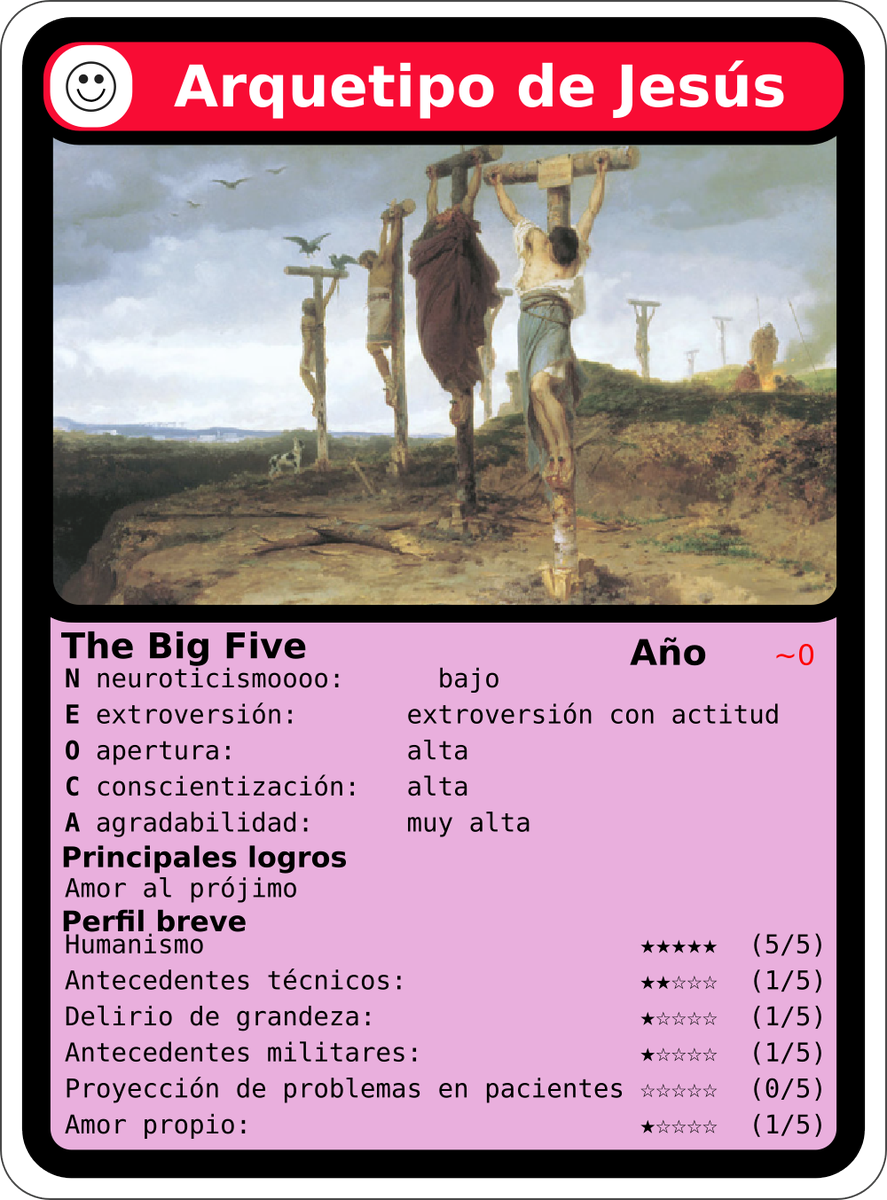 Arquetipo de Jesús
The Big Five Año ~0
N neuroticismoooo: bajo
E extroversión: extroversión con actitud
O apertura: alta
C conscientización: alta
A agradabilidad: muy alta
Principales logros
Amor al prójimo
Perfil breve
Humanismo ★★★★★ (5/5)
Antecedentes técnicos: ★★☆☆☆ (1/5)
Delirio de grandeza: ★☆☆☆☆ (1/5)
Antecedentes militares: ★☆☆☆☆ (1/5)
Proyección de problemas en pacientes ☆☆☆☆☆ (0/5)
Amor propio: ★☆☆☆☆ (1/5)